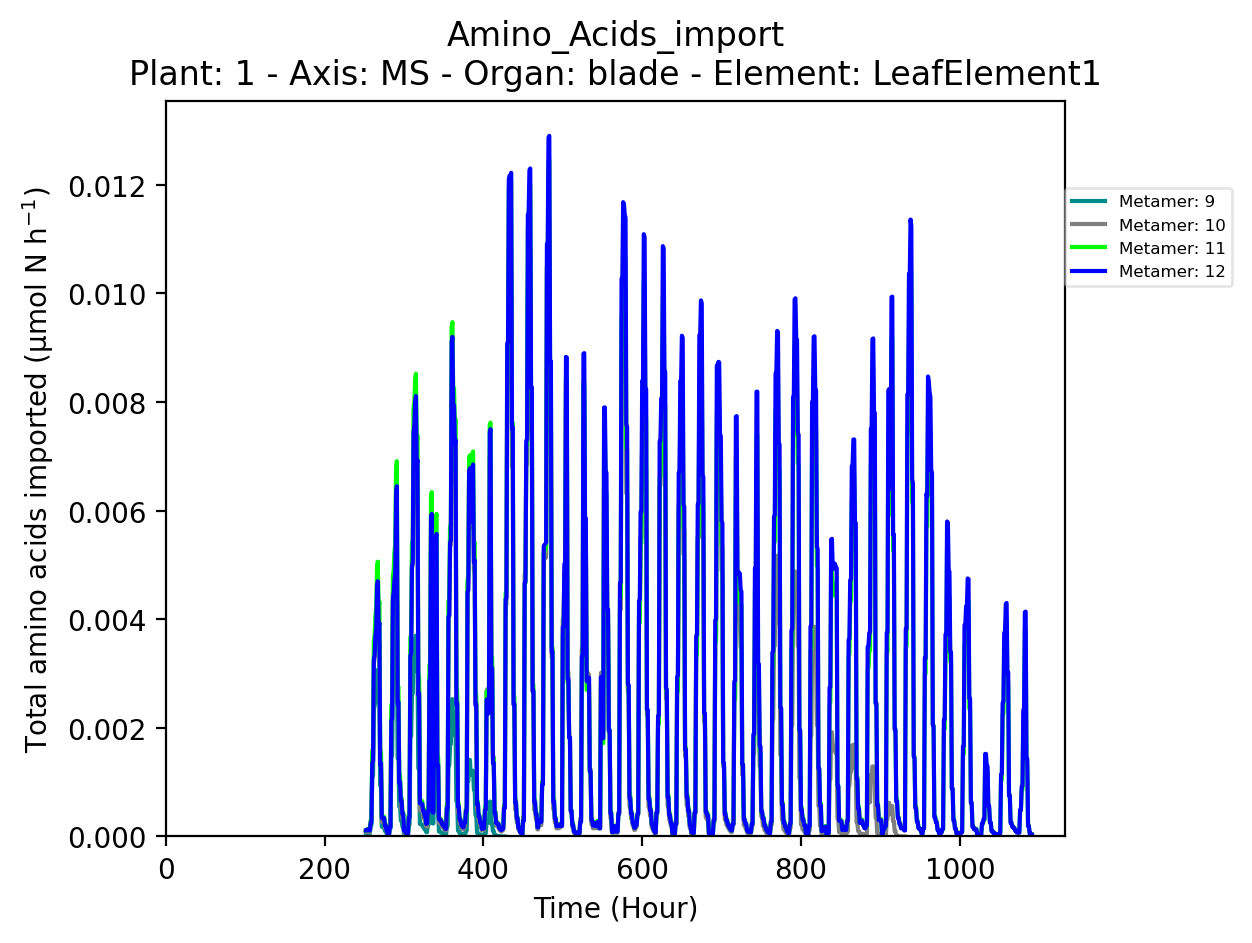 Amino_Acids_import
Plant: 1 - Axis: MS - Organ: blade - Element: LeafElement1
Total amino acids imported (µmol N h⁻¹)
0.012
0.010
0.008
0.006
0.004
0.002
0.000
0
200
400
600
800
1000
Time (Hour)
Metamer: 9
Metamer: 10
Metamer: 11
Metamer: 12